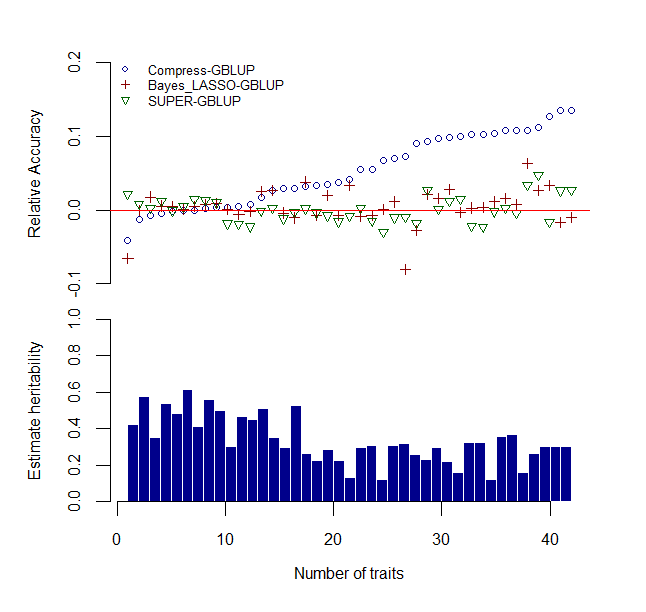 Relative Accuracy
0.2
0.1
0.0
-0.1
Compress-GBLUP
Bayes_LASSO-GBLUP
SUPER-GBLUP
Estimate heritability
1.0
0.8
0.6
0.4
0.2
0.0
0 10 20 30 40
Number of traits